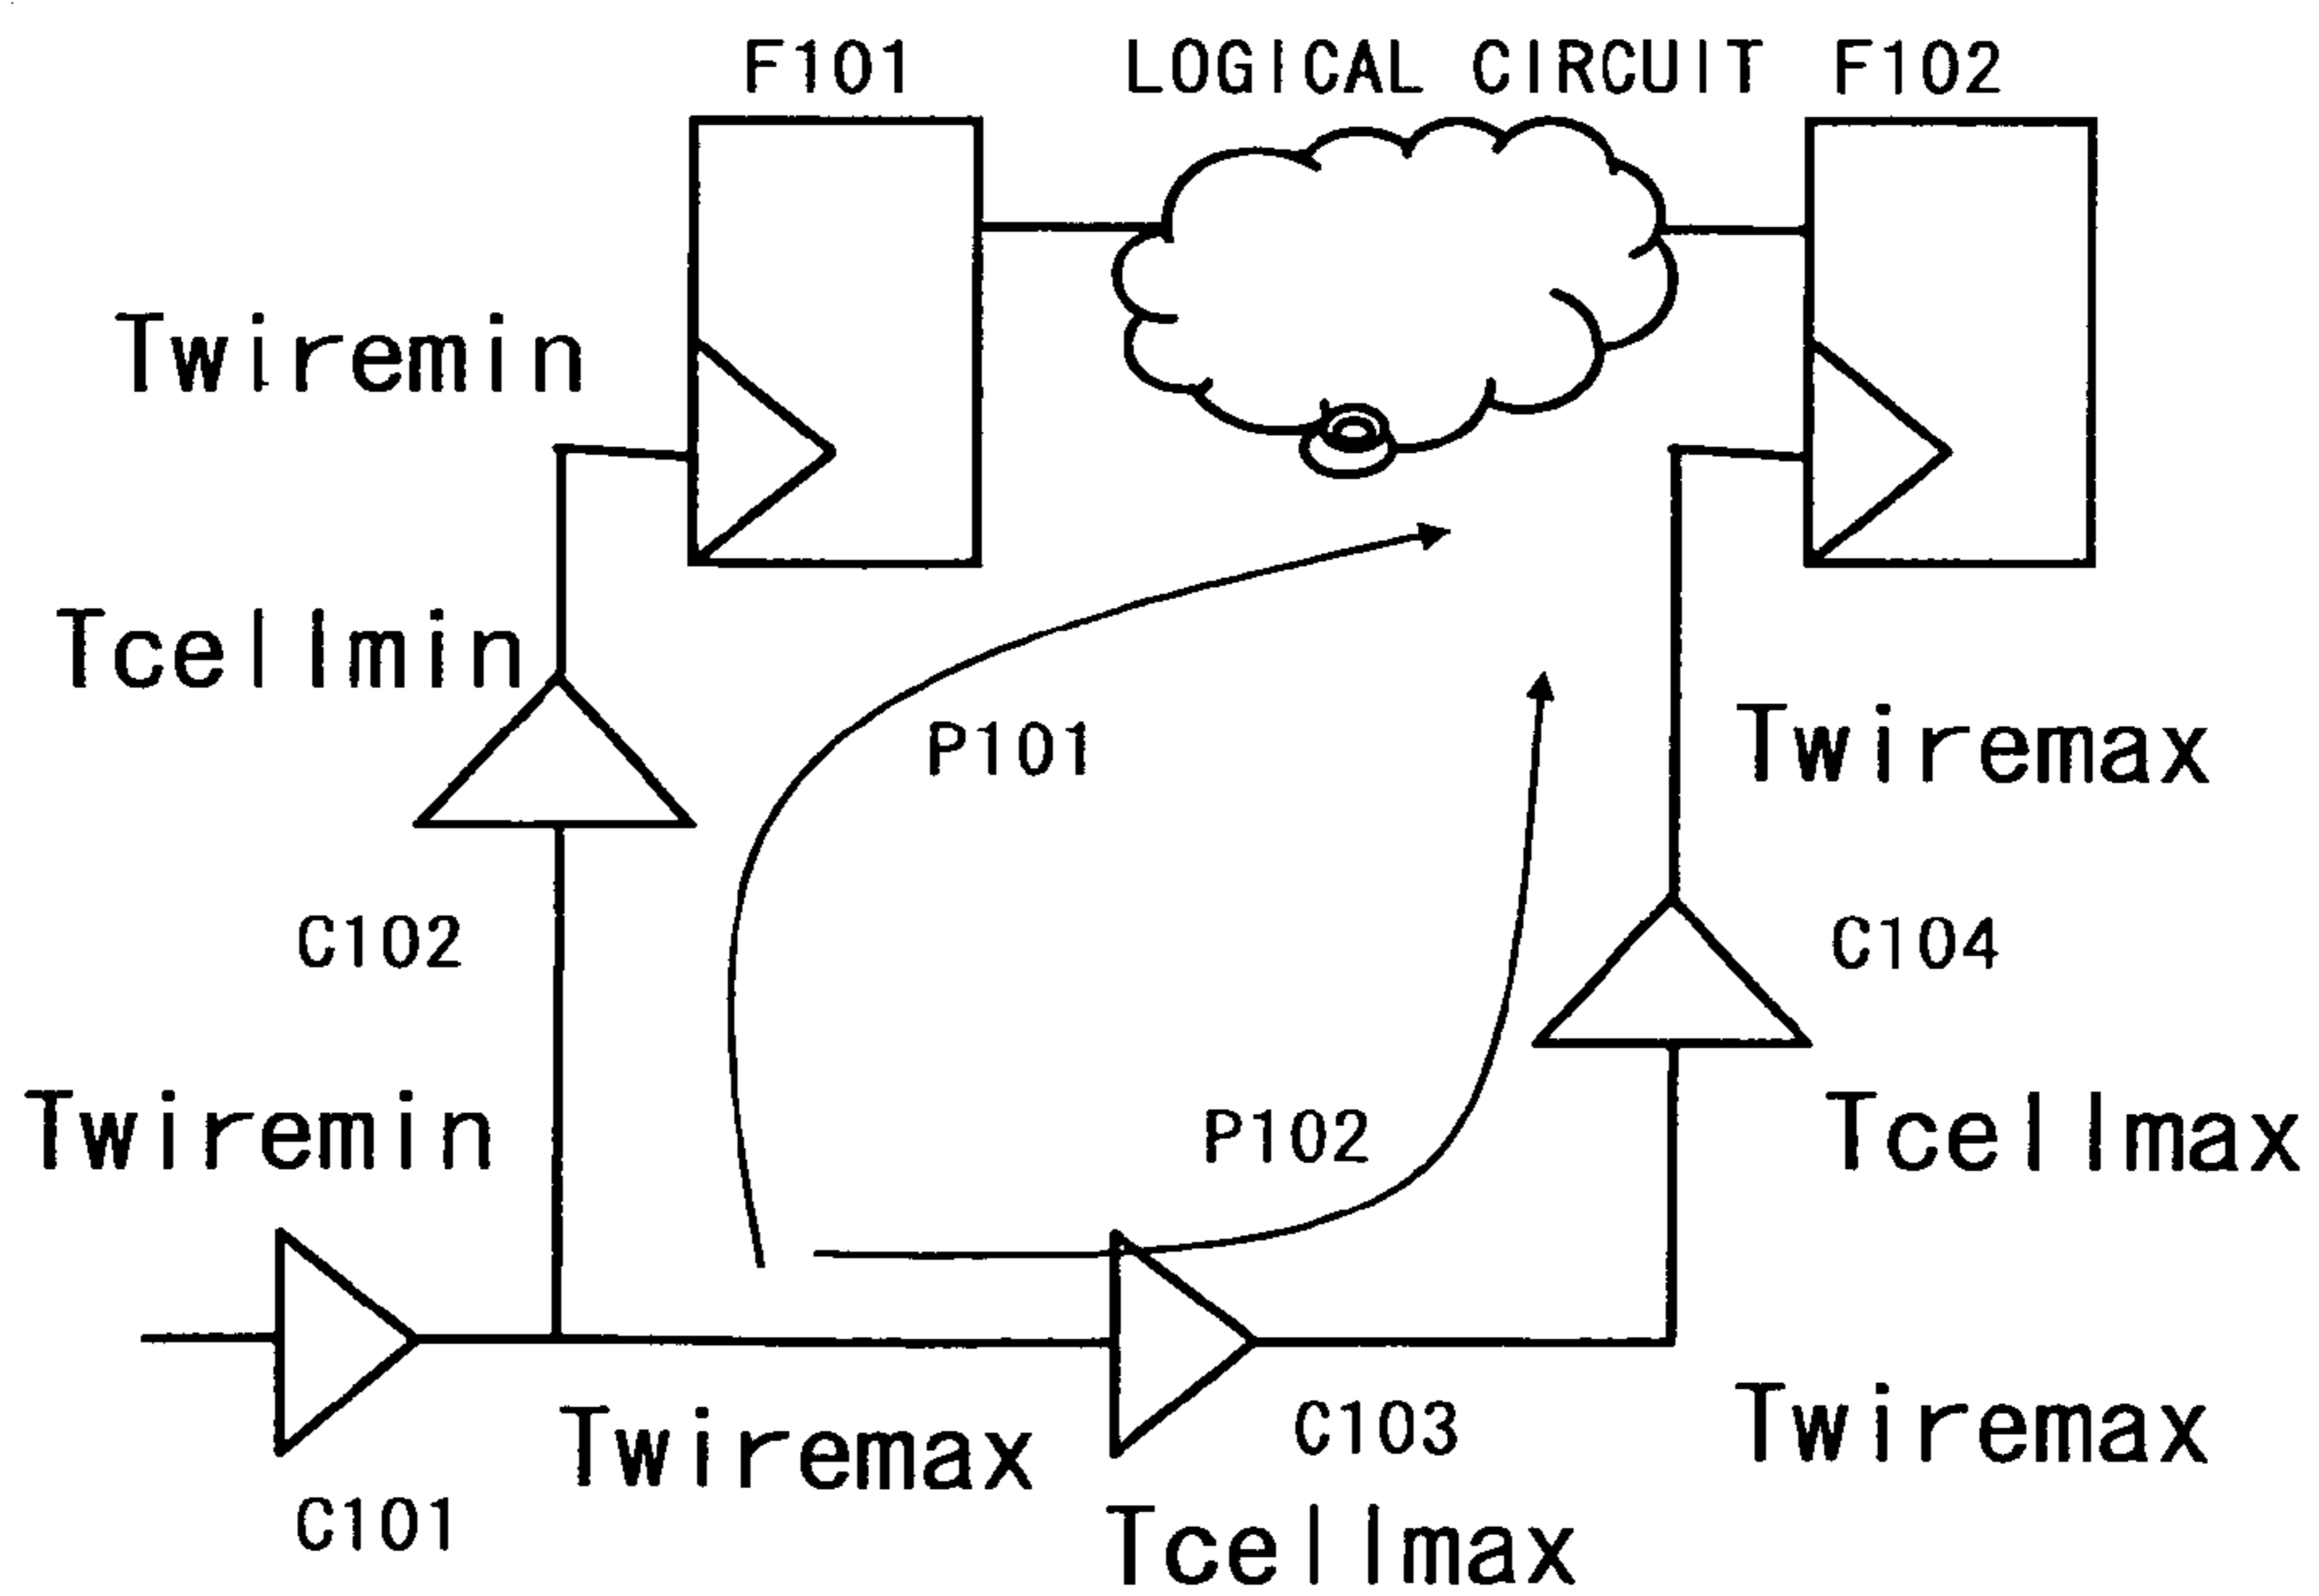 F101
LOGICAL CIRCUIT
F102
Twiremin
Tcellmin
P101
Twiremax
C102
C104
Twiremin
P102
Tcellmax
Twiremax
C103
Twiremax
C101
Tcellmax